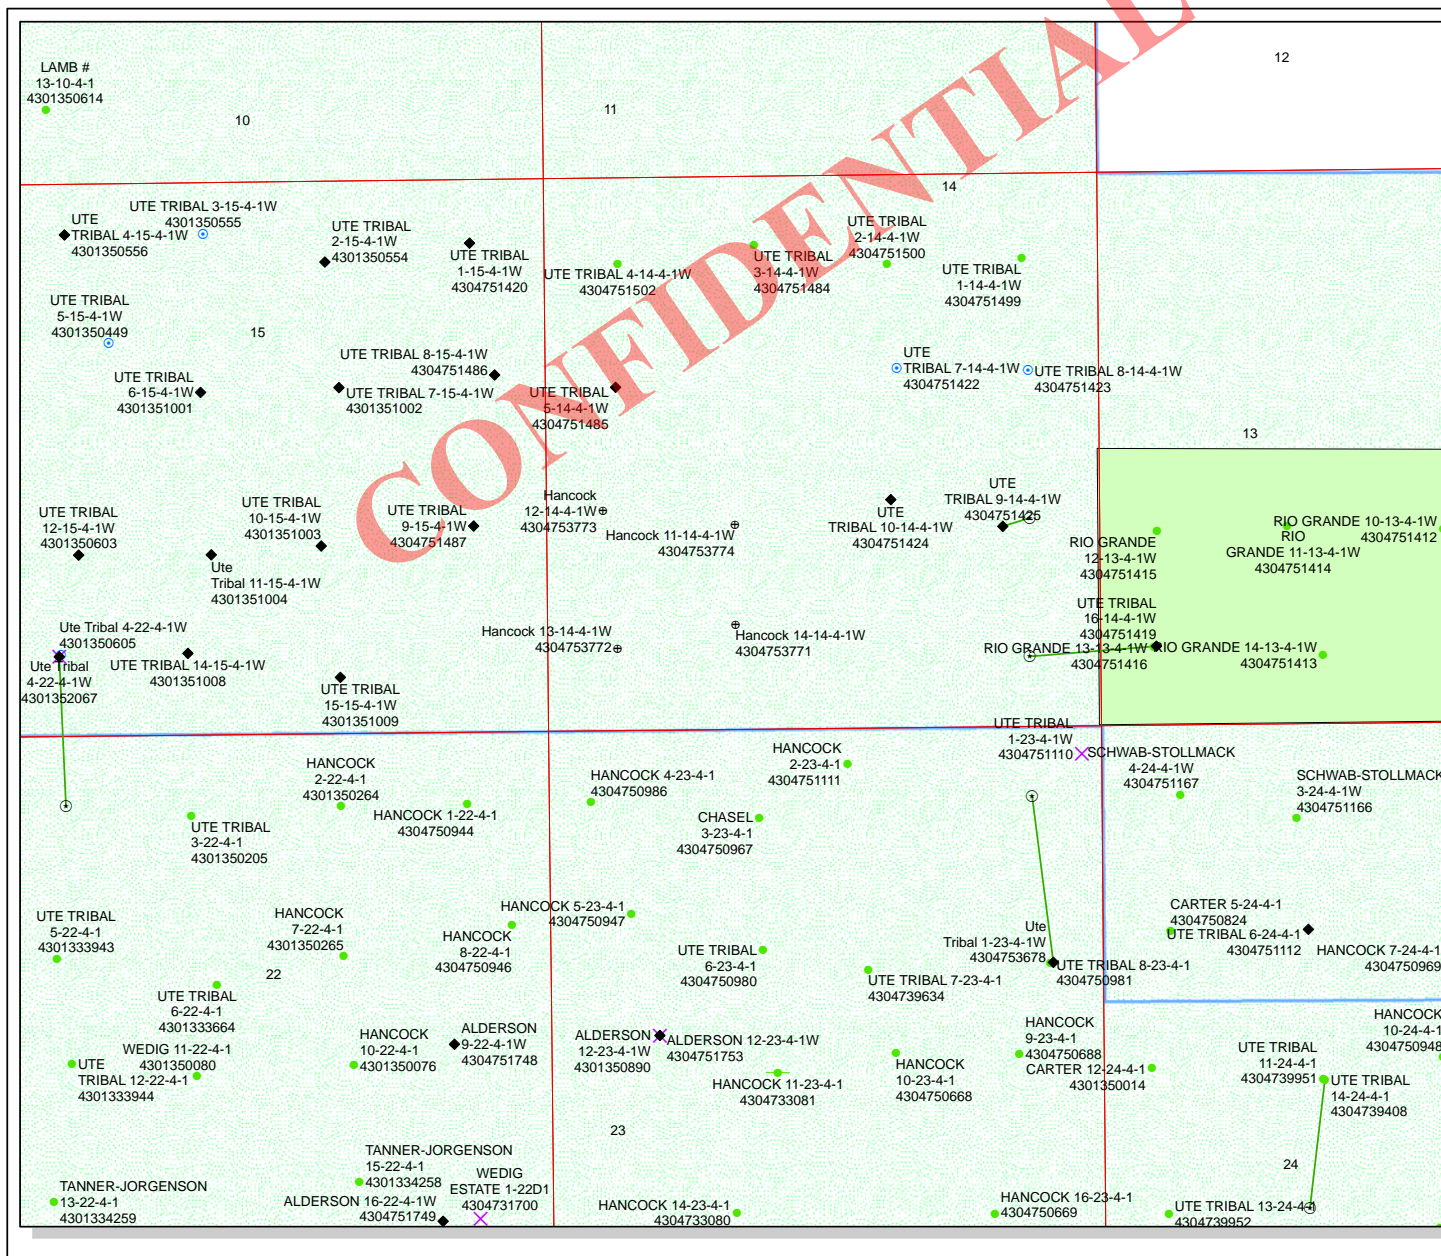 CONFIDENTIAL
12
LAMB #
13-10-4-1
4301350614
10
11
14
UTE
TRIBAL 4-15-4-1W
4301350556
UTE TRIBAL 3-15-4-1W
4301350555
UTE TRIBAL
2-15-4-1W
4301350554
UTE TRIBAL
1-15-4-1W
4304751420
UTE TRIBAL 4-14-4-1W
4304751502
UTE TRIBAL
3-14-4-1W
4304751484
UTE TRIBAL
2-14-4-1W
4304751500
UTE TRIBAL
1-14-4-1W
4304751499
UTE TRIBAL
5-15-4-1W
4301350449
15
UTE TRIBAL
6-15-4-1W
4301351001
UTE TRIBAL 8-15-4-1W
4304751486
UTE TRIBAL 7-15-4-1W
4301351002
UTE TRIBAL
5-14-4-1W
4304751485
UTE
TRIBAL 7-14-4-1W
4304751422
UTE TRIBAL 8-14-4-1W
4304751423
13
UTE TRIBAL
12-15-4-1W
4301350603
UTE TRIBAL
10-15-4-1W
4301351003
Ute
Tribal 11-15-4-1W
4301351004
UTE TRIBAL
9-15-4-1W
4304751487
Hancock
12-14-4-1W
4304753773
Hancock 11-14-4-1W
4304753774
UTE
TRIBAL 10-14-4-1W
4304751424
UTE
TRIBAL 9-14-4-1W
4304751425
RIO GRANDE
12-13-4-1W
4304751415
RIO
GRANDE 11-13-4-1W
4304751414
RIO GRANDE 10-13-4-1W
4304751412
Ute Tribal 4-22-4-1W
4301350605
Ute Tribal
4-22-4-1W
4301352067
UTE TRIBAL 14-15-4-1W
4301351008
UTE TRIBAL
15-15-4-1W
4301351009
Hancock 13-14-4-1W
4304753772
Hancock 14-14-4-1W
4304753771
UTE TRIBAL
16-14-4-1W
4304751419
RIO GRANDE 13-13-4-1W
4304751416
RIO GRANDE 14-13-4-1W
4304751413
UTE TRIBAL
1-23-4-1W
4304751110
HANCOCK
2-22-4-1
4301350264
HANCOCK 1-22-4-1
4304750944
HANCOCK 4-23-4-1
4304750986
HANCOCK
2-23-4-1
4304751111
SCHWAB-STOLLMACK
4-24-4-1W
4304751167
SCHWAB-STOLLMACK
3-24-4-1W
4304751166
UTE TRIBAL
3-22-4-1
4301350205
CHASEL
3-23-4-1
4304750967
UTE TRIBAL
5-22-4-1
4301333943
HANCOCK
7-22-4-1
4301350265
22
HANCOCK
8-22-4-1
4304750946
HANCOCK 5-23-4-1
4304750947
UTE TRIBAL
6-23-4-1
4304750980
UTE TRIBAL 7-23-4-1
4304739634
Ute
Tribal 1-23-4-1W
4304753678
UTE TRIBAL 8-23-4-1
4304750981
CARTER 5-24-4-1
4304750824
UTE TRIBAL 6-24-4-1
4304751112
HANCOCK 7-24-4-1
4304750969
UTE TRIBAL
6-22-4-1
4301333664
WEDIG 11-22-4-1
4301350080
UTE
TRIBAL 12-22-4-1
4301333944
HANCOCK
10-22-4-1
4301350076
ALDERSON
9-22-4-1W
4304751748
ALDERSON
12-23-4-1W
4301350890
ALDERSON 12-23-4-1W
4304751753
HANCOCK 11-23-4-1
4304733081
HANCOCK
10-23-4-1
4304750668
HANCOCK
9-23-4-1
4304750688
CARTER 12-24-4-1
4301350014
UTE TRIBAL
11-24-4-1
4304739951
HANCOCK
10-24-4-1
4304750948
UTE TRIBAL
14-24-4-1
4304739408
23
24
TANNER-JORGENSON
13-22-4-1
4301334259
TANNER-JORGENSON
15-22-4-1
4301334258
ALDERSON 16-22-4-1W
4304751749
WEDIG
ESTATE 1-22D1
4304731700
HANCOCK 14-23-4-1
4304733080
HANCOCK 16-23-4-1
4304750669
UTE TRIBAL 13-24-4-1
4304739952